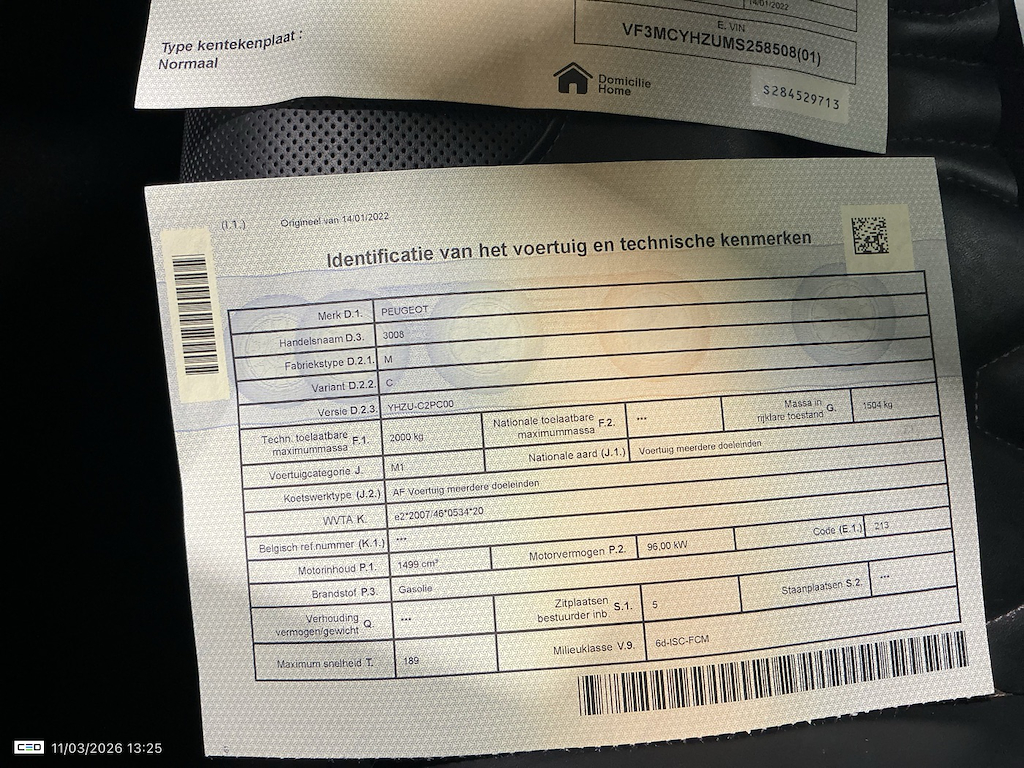 14/01/2022
E. VIN
VF3MCYHZUMS258508(01)
Type kentekenplaat :
Normaal
Domicilie
Home
S284529713
(I.1.) Origineel van 14/01/2022
Identificatie van het voertuig en technische kenmerken
Merk D.1. PEUGEOT
Handelsnaam D.3. 3008
Fabriekstype D.2.1. M
Variant D.2.2. C
Versie D.2.3. YHZU-C2PC00
Techn. toelaatbare maximummassa F.1. 2000 kg Nationale toelaatbare maximummassa F.2. *** Massa in rijklare toestand G. 1504 kg
Voertuigcategorie J. M1 Nationale aard (J.1.) Voertuig meerdere doeleinden
Koetswerktype (J.2.) AF Voertuig meerdere doeleinden
WVTA K. e2*2007/46*0534*20
Belgisch ref.nummer (K.1.) ***
Motorinhoud P.1. 1499 cm³ Motorvermogen P.2. 96,00 kW Code (E.1.) 213
Brandstof P.3. Gasolie
Verhouding vermogen/gewicht Q. *** Zitplaatsen bestuurder inb. S.1. 5 Staanplaatsen S.2. ***
Maximum snelheid T. 189 Milieuklasse V.9. 6d-ISC-FCM
CEO 11/03/2026 13:25